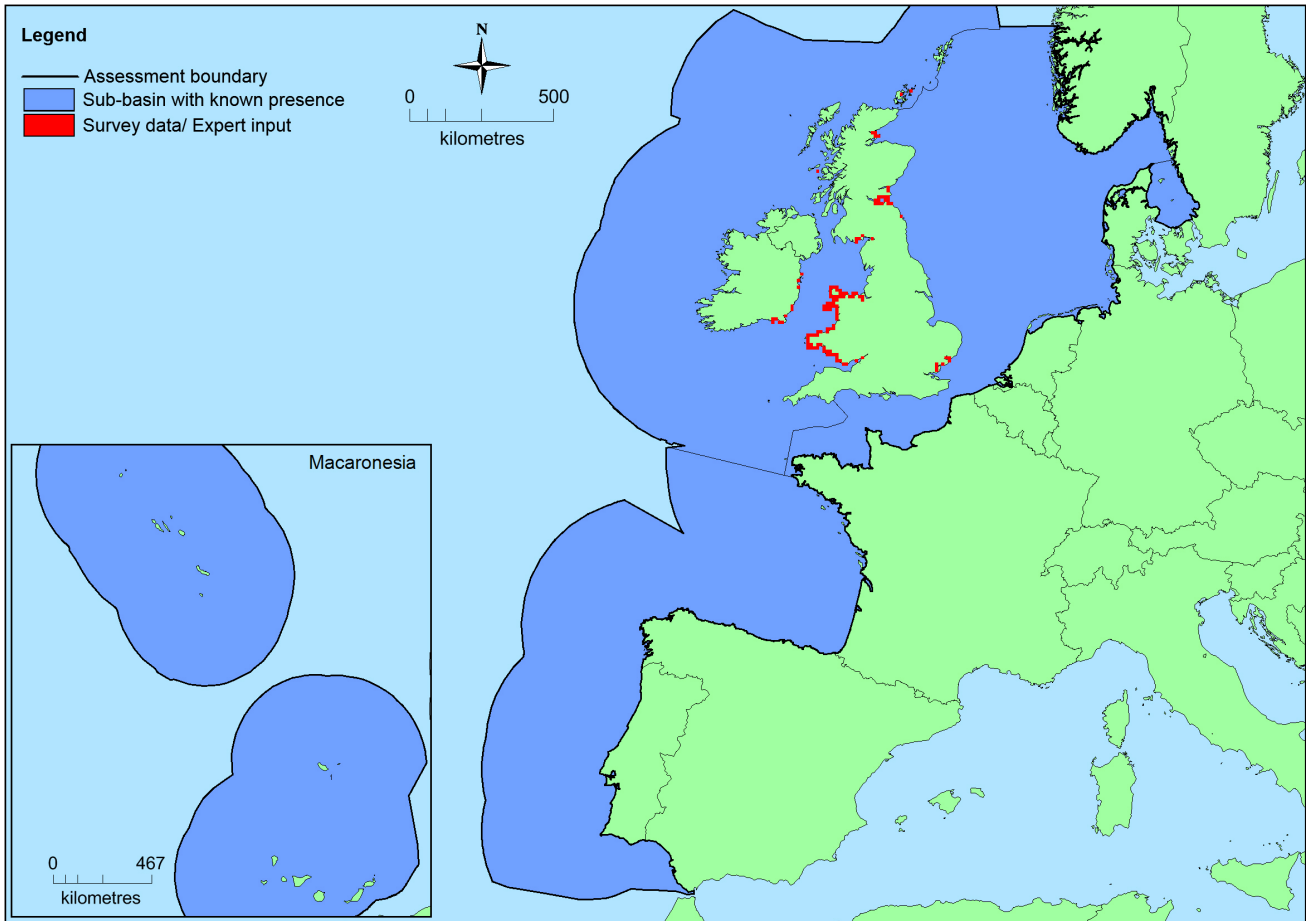 Legend
Assessment boundary
Sub-basin with known presence
Survey data/ Expert input
N
0 500
kilometres
Macaronesia
0 467
kilometres